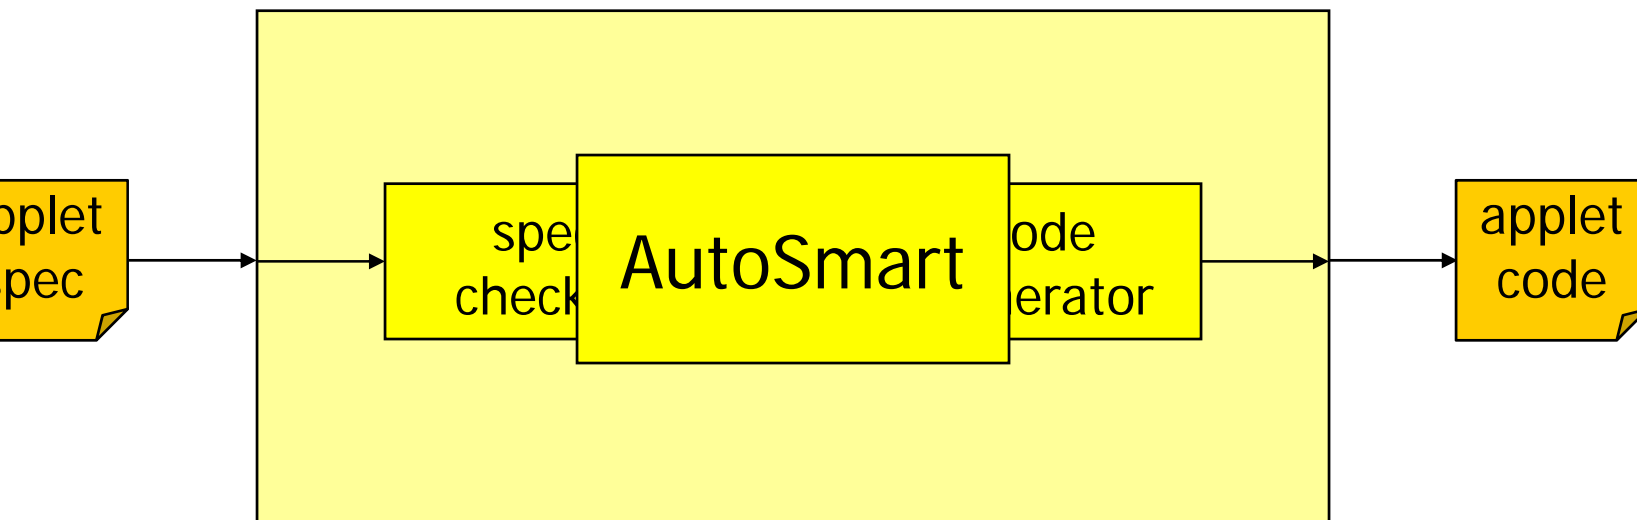 pplet
pec
spe
check
AutoSmart
ode
erator
applet
code